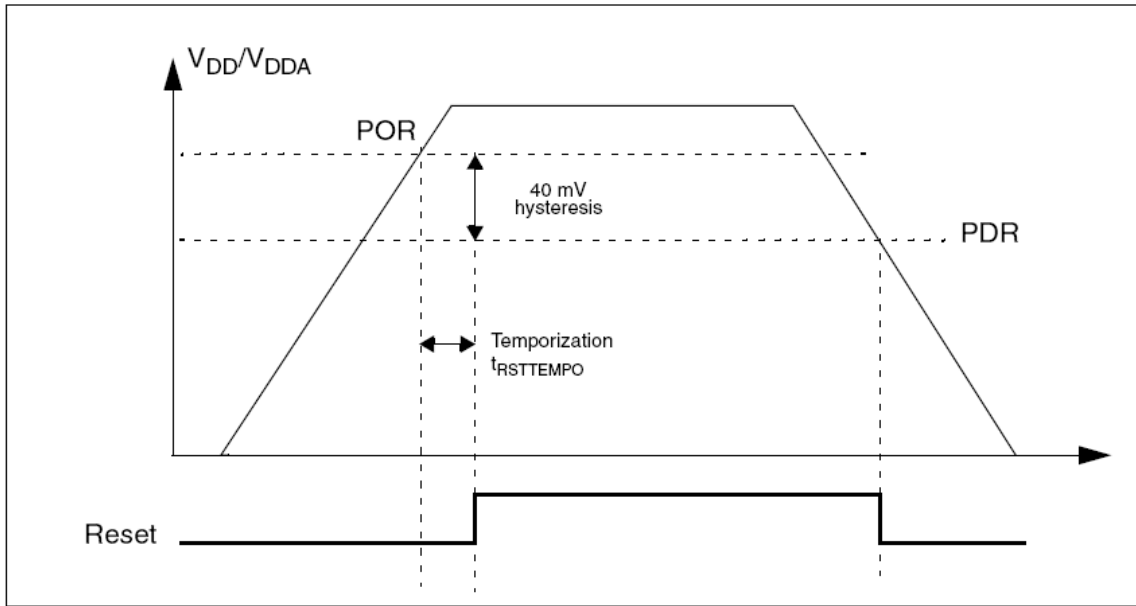 VDD/VDDA
POR
40 mV
hysteresis
PDR
Temporization
tRSTTEMPO
Reset